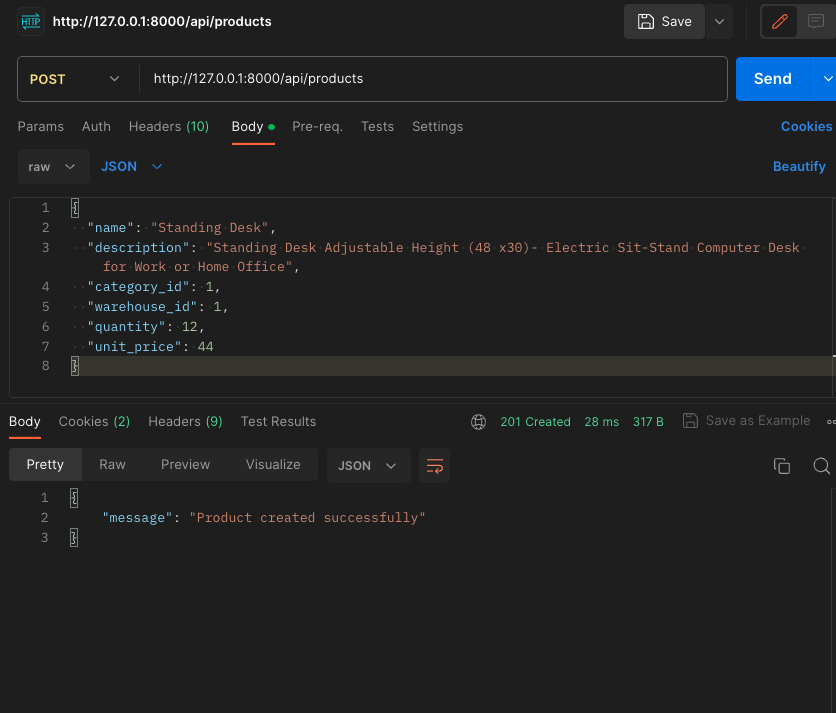 HTTP http://127.0.0.1:8000/api/products Save
POST http://127.0.0.1:8000/api/products Send
Params Auth Headers (10) Body Pre-req. Tests Settings Cookies
raw JSON Beautify
1 {
2 "name": "Standing Desk",
3 "description": "Standing Desk Adjustable Height (48 x30)- Electric Sit-Stand Computer Desk
for Work or Home Office",
4 "category_id": 1,
5 "warehouse_id": 1,
6 "quantity": 12,
7 "unit_price": 44
8 }
Body Cookies (2) Headers (9) Test Results 201 Created 28 ms 317 B Save as Example
Pretty Raw Preview Visualize JSON
1 {
2 "message": "Product created successfully"
3 }